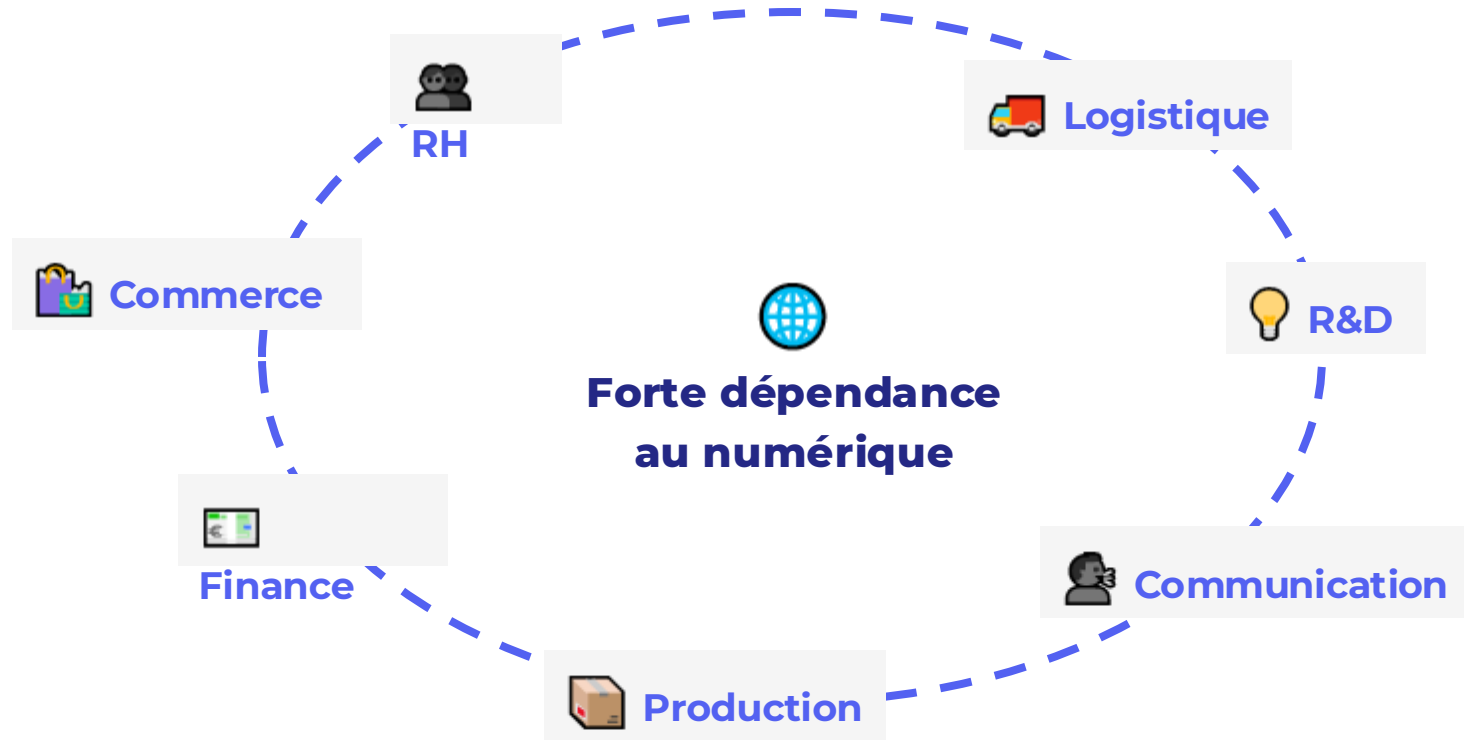 Logistique
RH
Commerce
R&D
Forte dépendance
au numérique
Finance
Communication
Production